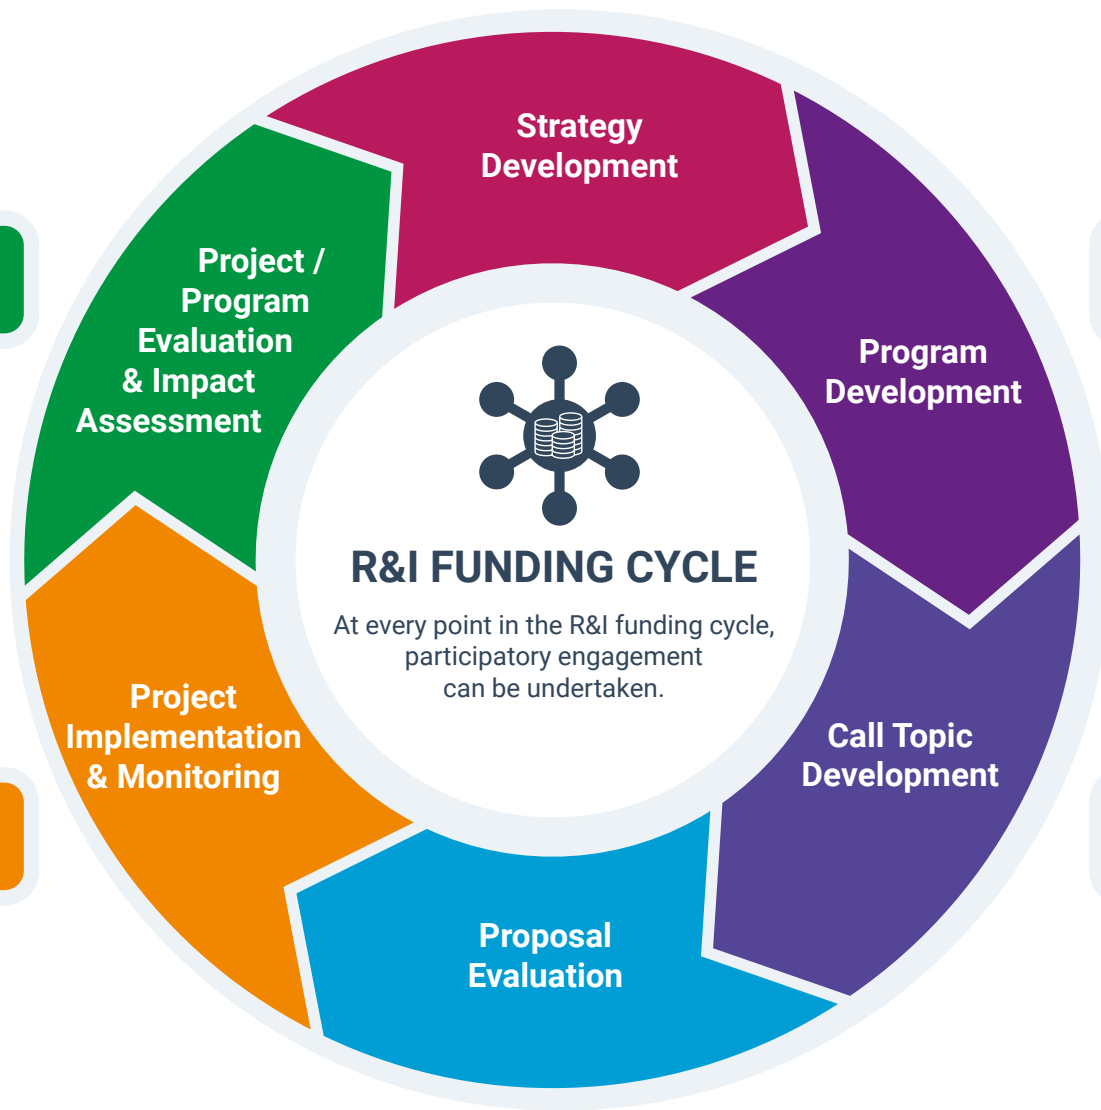 Strategy
Development
Program
Development
Call Topic
Development
Proposal
Evaluation
Project
Implementation
& Monitoring
Project /
Program
Evaluation
& Impact
Assessment
R&I FUNDING CYCLE
At every point in the R&I funding cycle,
participatory engagement
can be undertaken.